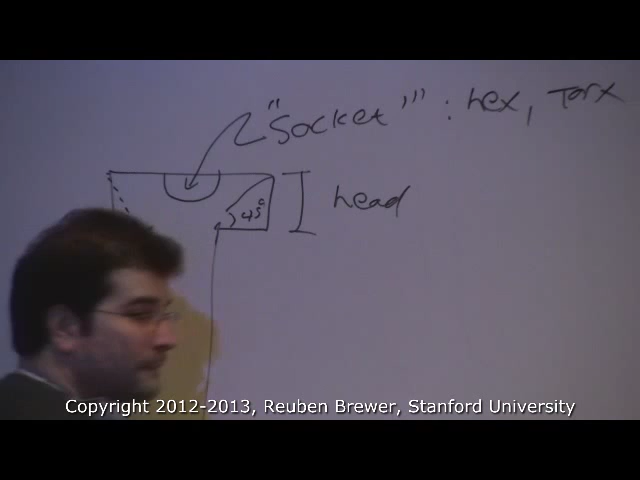 "Socket" : hex, Torx
head
45°
Copyright 2012-2013, Reuben Brewer, Stanford University